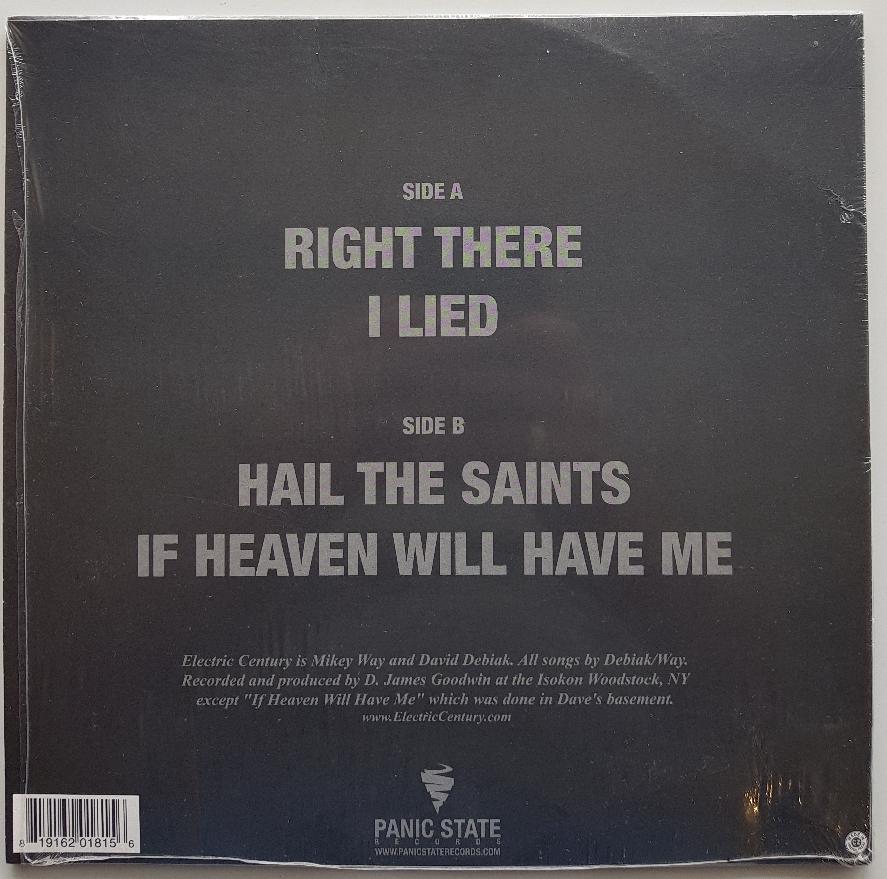 SIDE A
RIGHT THERE
I LIED
SIDE B
HAIL THE SAINTS
IF HEAVEN WILL HAVE ME
Electric Century is Mikey Way and David Debiak. All songs by Debiak/Way.
Recorded and produced by D. James Goodwin at the Isokon Woodstock, NY
except "If Heaven Will Have Me" which was done in Dave's basement.
www.ElectricCentury.com
PANIC STATE
RECORDS
WWW.PANICSTATERECORDS.COM
8 19162 01815 6